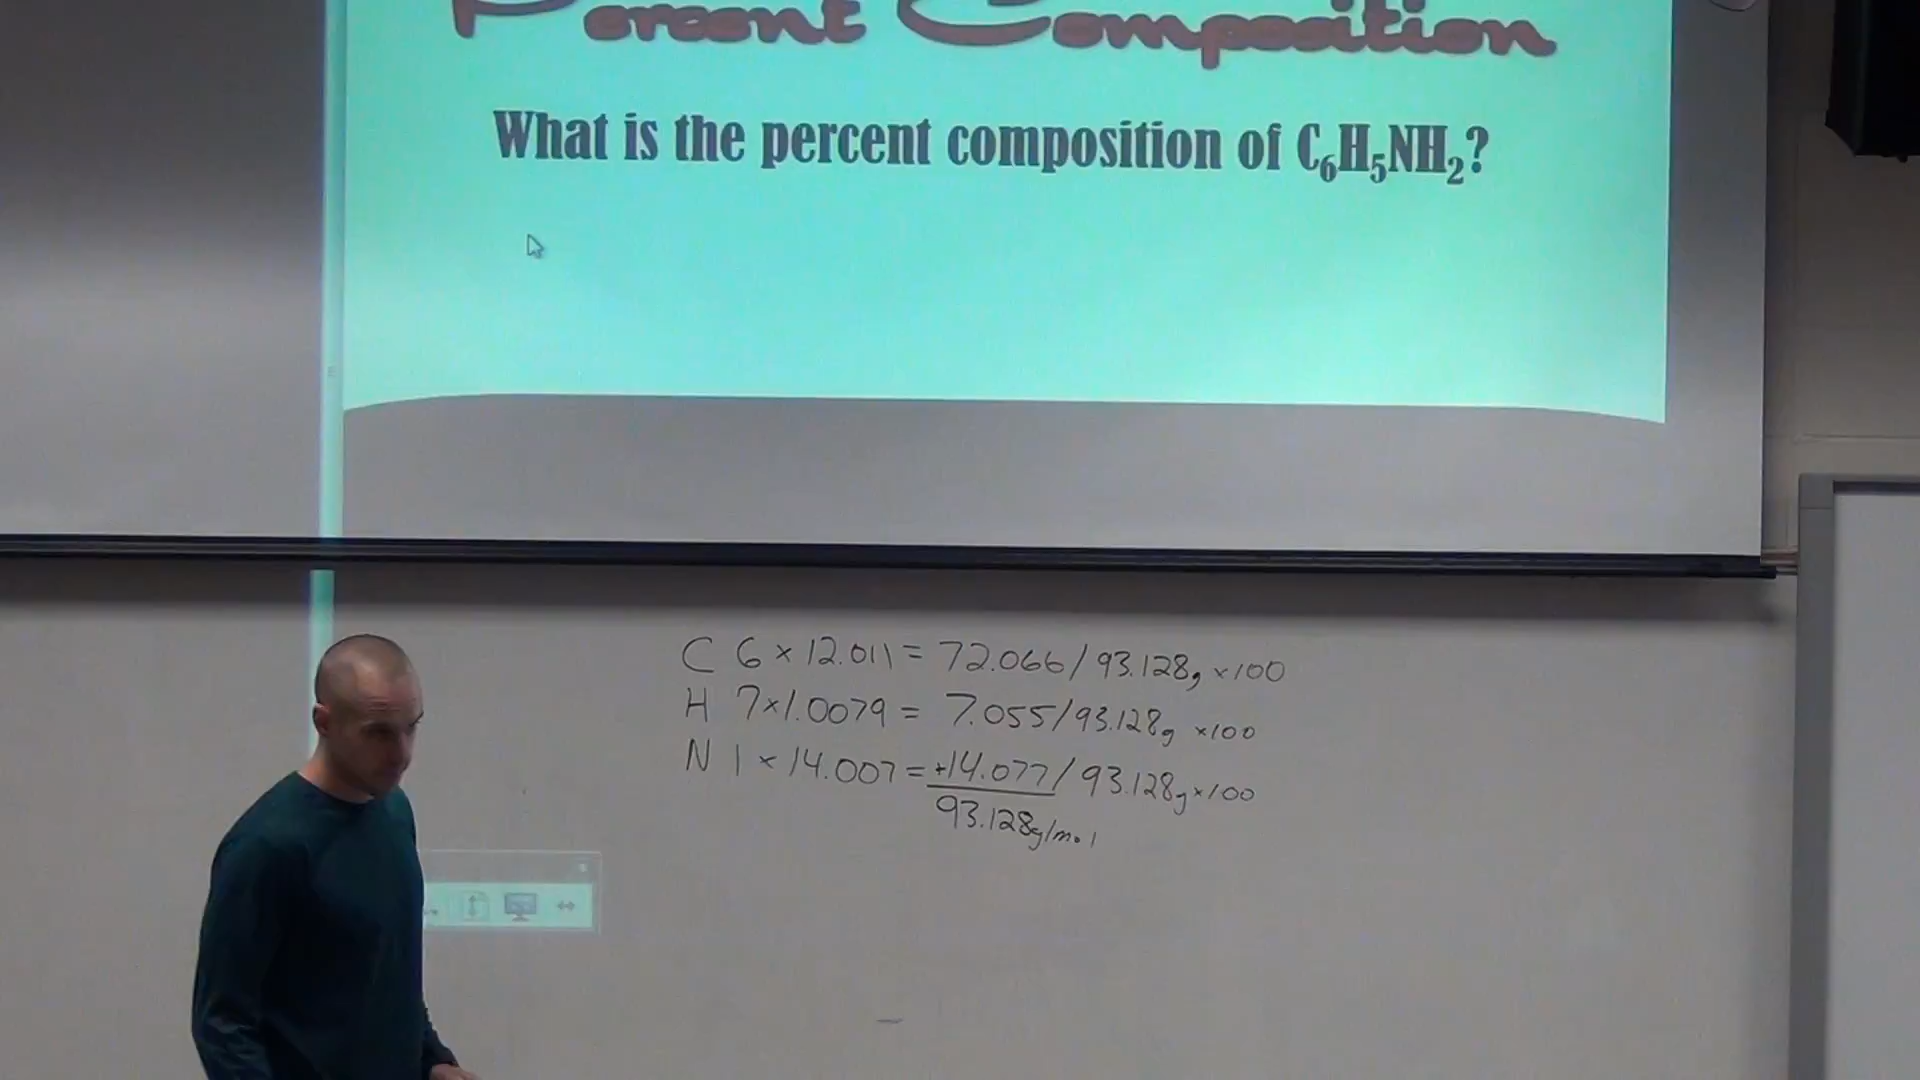 Percent Composition
What is the percent composition of C₆H₅NH₂?
C 6 × 12.011 = 72.066/93.128g ×100
H 7×1.0079 = 7.055/93.128g ×100
N 1 × 14.007 = +14.077/93.128g×100
93.128g/mol